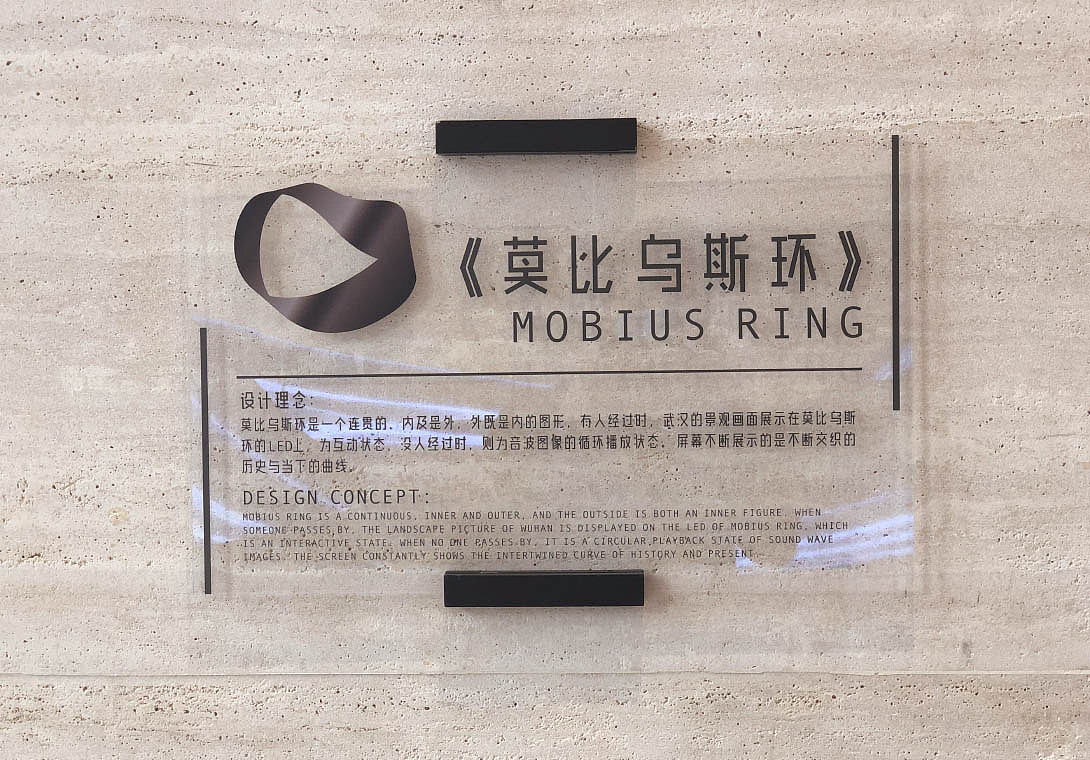 《莫比乌斯环》
MOBIUS RING
设计理念：
莫比乌斯环是一个连贯的，内及是外，外既是内的图形，有人经过时，武汉的景观画面展示在莫比乌斯
环的LED上，为互动状态，没人经过时，则为音波图像的循环播放状态，屏幕不断展示的是不断交织的
历史与当下的曲线。
DESIGN CONCEPT:
MOBIUS RING IS A CONTINUOUS, INNER AND OUTER, AND THE OUTSIDE IS BOTH AN INNER FIGURE. WHEN
SOMEONE PASSES BY, THE LANDSCAPE PICTURE OF WUHAN IS DISPLAYED ON THE LED OF MOBIUS RING, WHICH
IS AN INTERACTIVE STATE. WHEN NO ONE PASSES BY, IT IS A CIRCULAR PLAYBACK STATE OF SOUND WAVE
IMAGES. THE SCREEN CONSTANTLY SHOWS THE INTERTWINED CURVE OF HISTORY AND PRESENT.